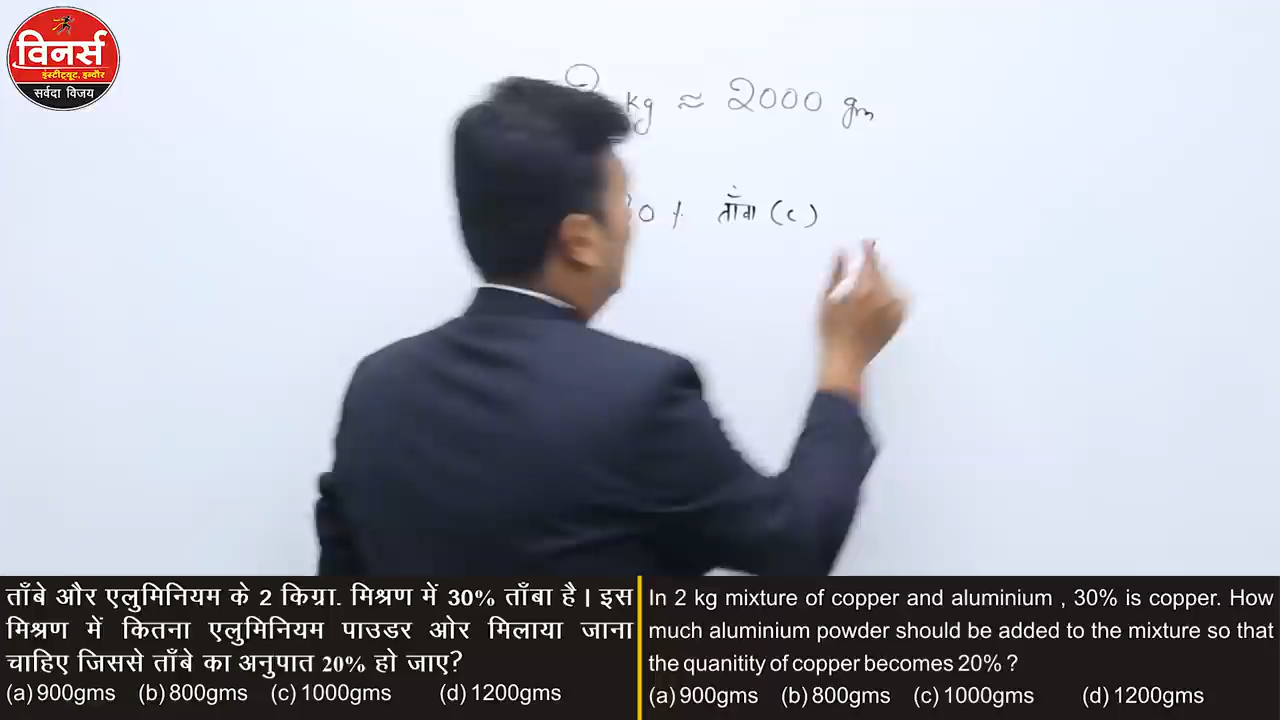 विनर्स
इंस्टीट्यूट, इन्दौर
सर्वदा विजय
kg ≈ 2000 gm
0 % ताँबा (c)
ताँबे और एलुमिनियम के 2 किग्रा. मिश्रण में 30% ताँबा है। इस
मिश्रण में कितना एलुमिनियम पाउडर ओर मिलाया जाना
चाहिए जिससे ताँबे का अनुपात 20% हो जाए?
(a) 900gms (b) 800gms (c) 1000gms (d) 1200gms
In 2 kg mixture of copper and aluminium , 30% is copper. How
much aluminium powder should be added to the mixture so that
the quanitity of copper becomes 20% ?
(a) 900gms (b) 800gms (c) 1000gms (d) 1200gms